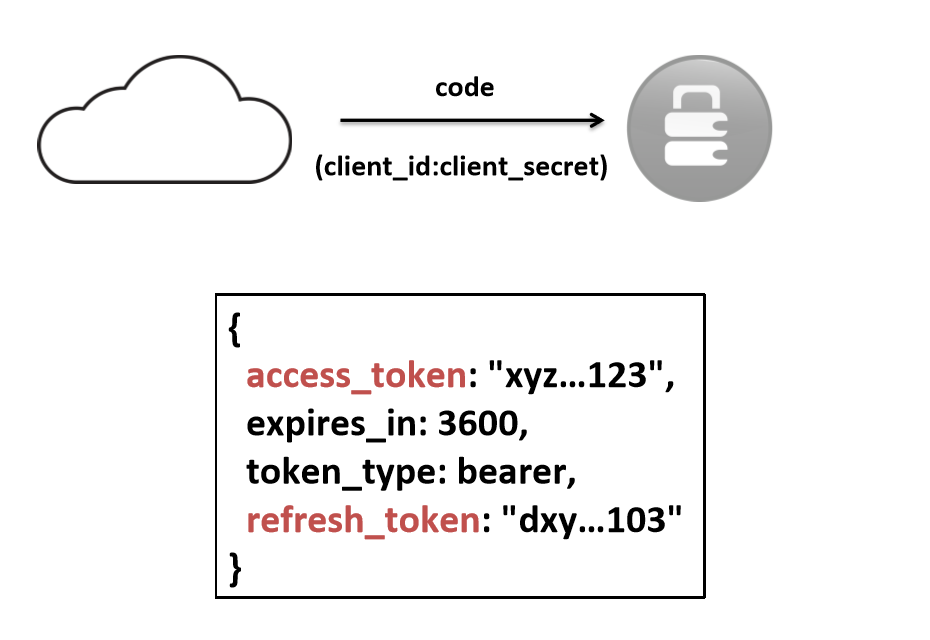 code
(client_id:client_secret)
{
access_token: "xyz…123",
expires_in: 3600,
token_type: bearer,
refresh_token: "dxy…103"
}